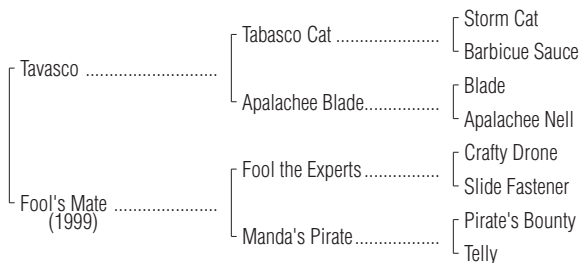 Storm Cat
Tabasco Cat ....................
Barbicue Sauce
Tavasco .........................
Blade
Apalachee Blade..............
Apalachee Nell
Crafty Drone
Fool the Experts..............
Slide Fastener
Fool's Mate ....................
(1999)
Pirate's Bounty
Manda's Pirate................
Telly